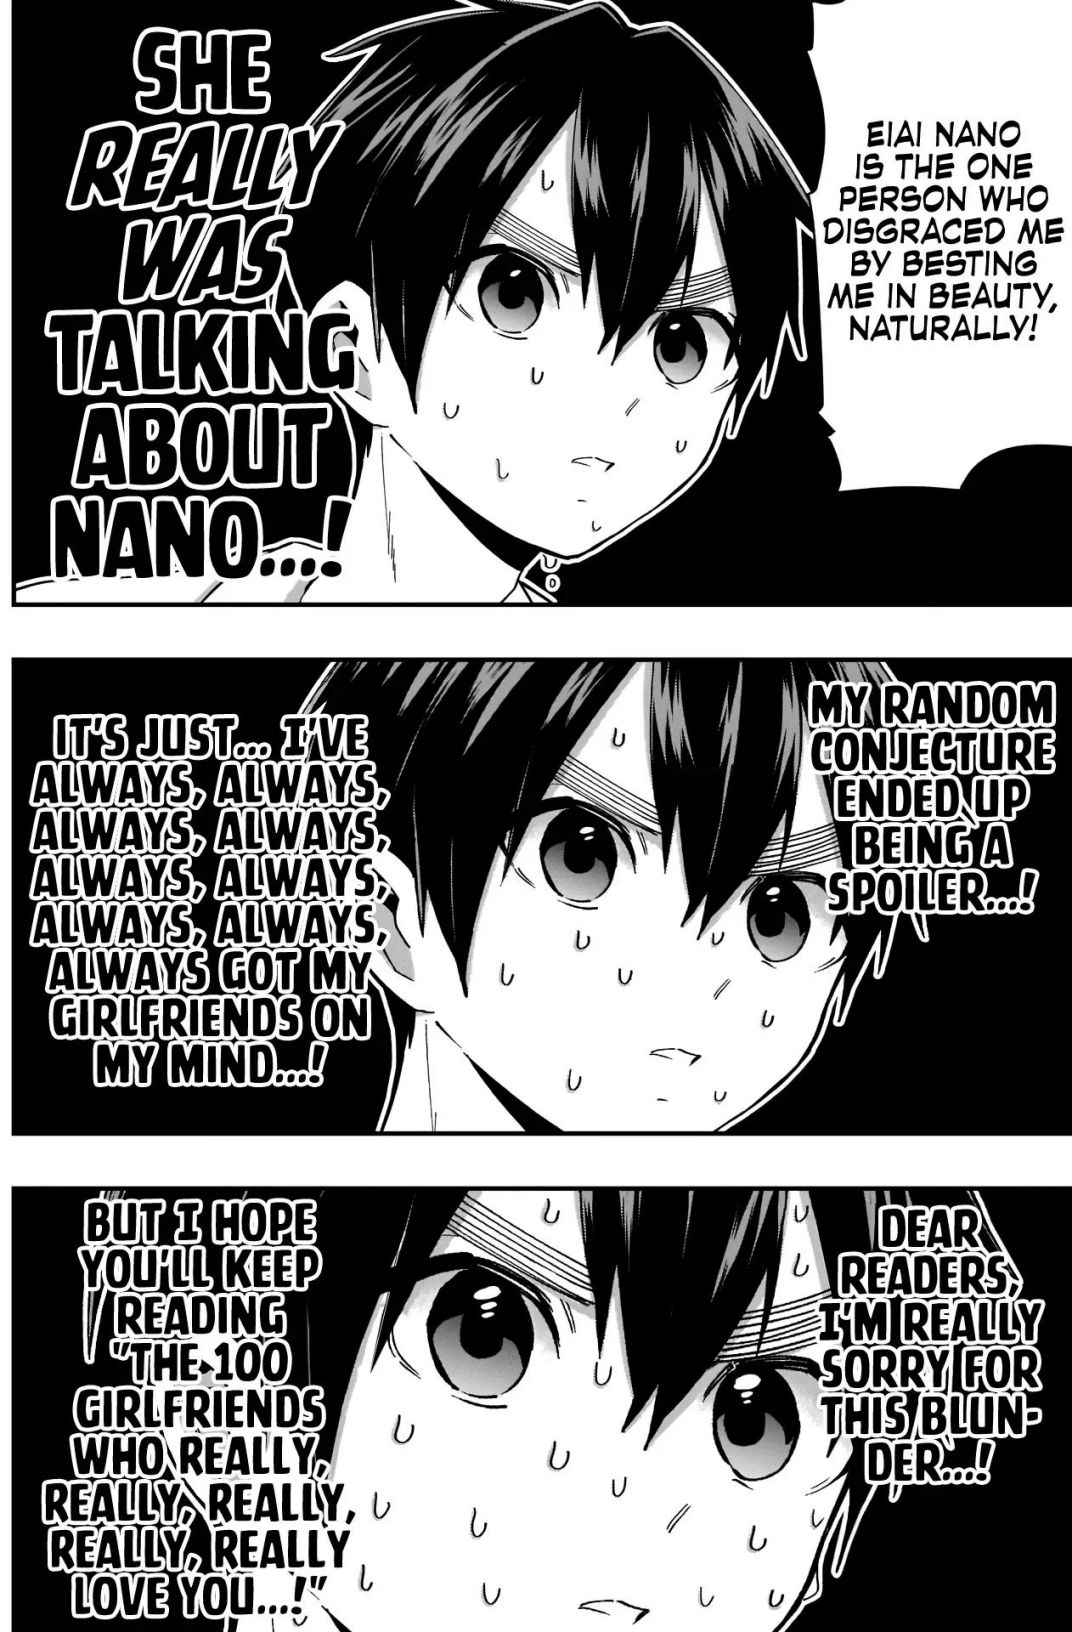 EIAI NANO
IS THE ONE
PERSON WHO
DISGRACED ME
BY BESTING
ME IN BEAUTY,
NATURALLY!
SHE
REALLY
WAS
TALKING
ABOUT
NANO...!
MY RANDOM
CONJECTURE
ENDED UP
BEING A
SPOILER...!
IT'S JUST... I'VE
ALWAYS, ALWAYS,
ALWAYS, ALWAYS,
ALWAYS, ALWAYS,
ALWAYS, ALWAYS,
ALWAYS GOT MY
GIRLFRIENDS ON
MY MIND...!
DEAR
READERS,
I'M REALLY
SORRY FOR
THIS BLUN-
DER...!
BUT I HOPE
YOU'LL KEEP
READING
"THE 100
GIRLFRIENDS
WHO REALLY,
REALLY, REALLY,
REALLY, REALLY
LOVE YOU...!"